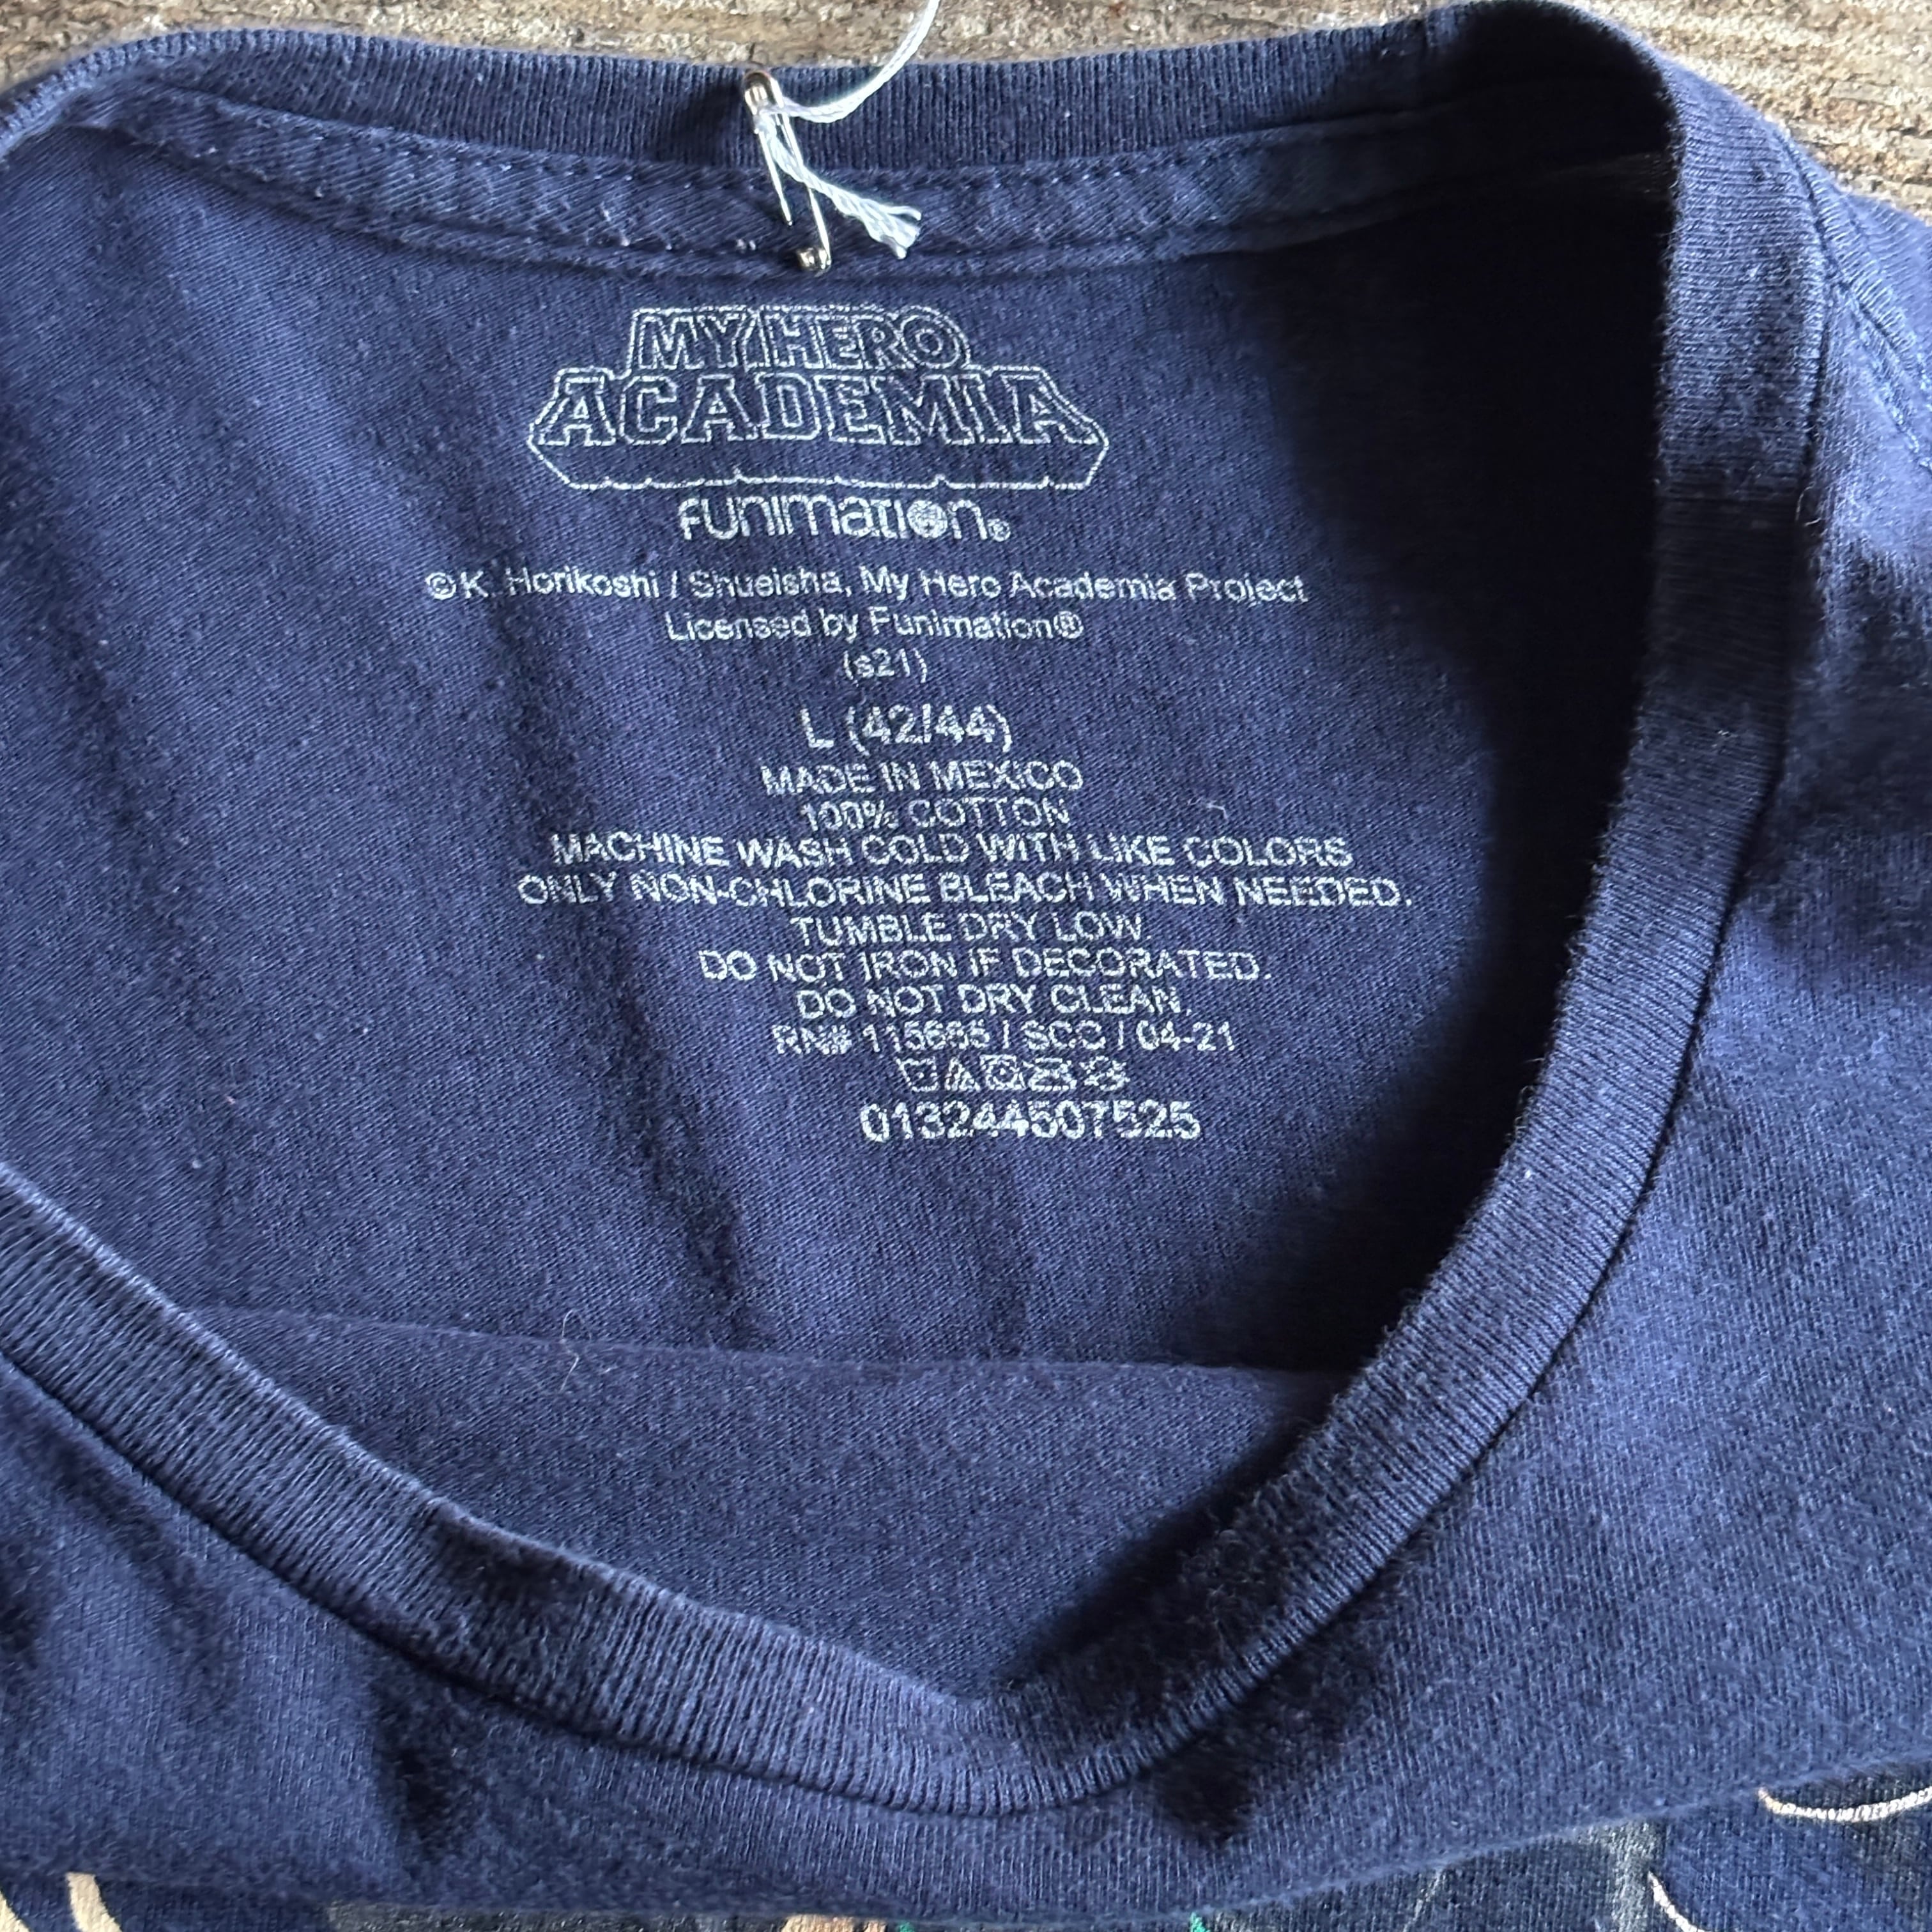 MY HERO
ACADEMIA
funimation®
© K. Horikoshi / Shueisha, My Hero Academia Project
Licensed by Funimation®
(s21)
L (42/44)
MADE IN MEXICO
100% COTTON
MACHINE WASH COLD WITH LIKE COLORS
ONLY NON-CHLORINE BLEACH WHEN NEEDED.
TUMBLE DRY LOW.
DO NOT IRON IF DECORATED.
DO NOT DRY CLEAN.
RN# 115665 / SCC / 04-21
013244507525